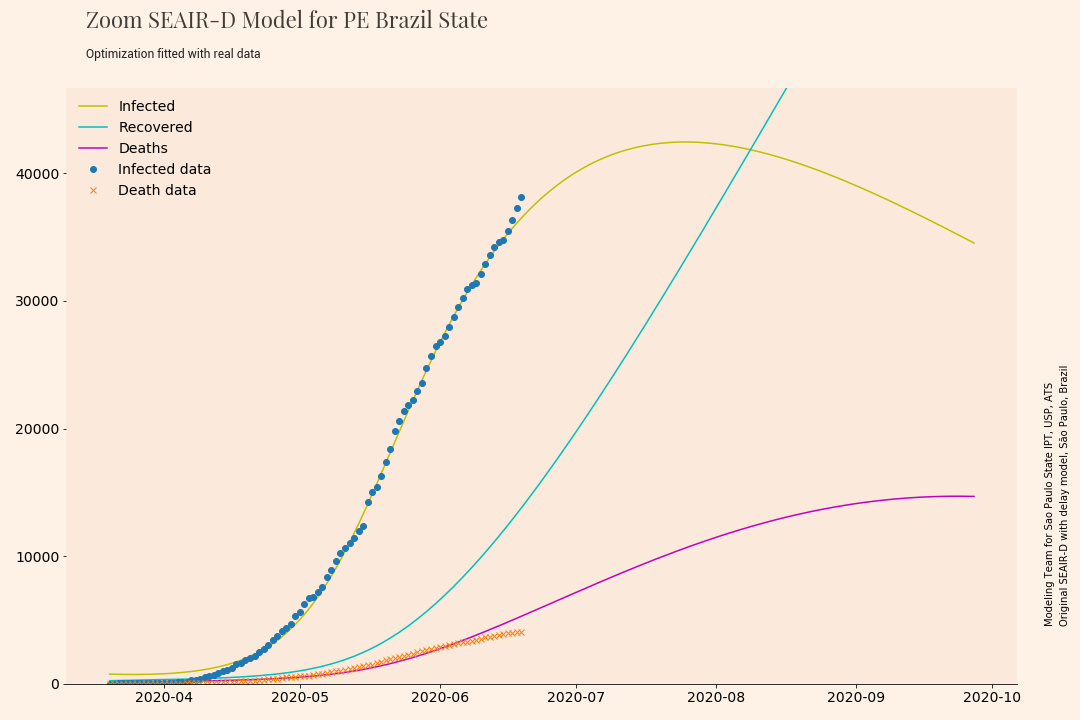 Zoom SEAIR-D Model for PE Brazil State
Optimization fitted with real data
Infected
Recovered
Deaths
Infected data
Death data
40000
30000
20000
10000
0
2020-04
2020-05
2020-06
2020-07
2020-08
2020-09
2020-10
Modeling Team for Sao Paulo State IPT, USP, ATS
Original SEAIR-D with delay model, São Paulo, Brazil